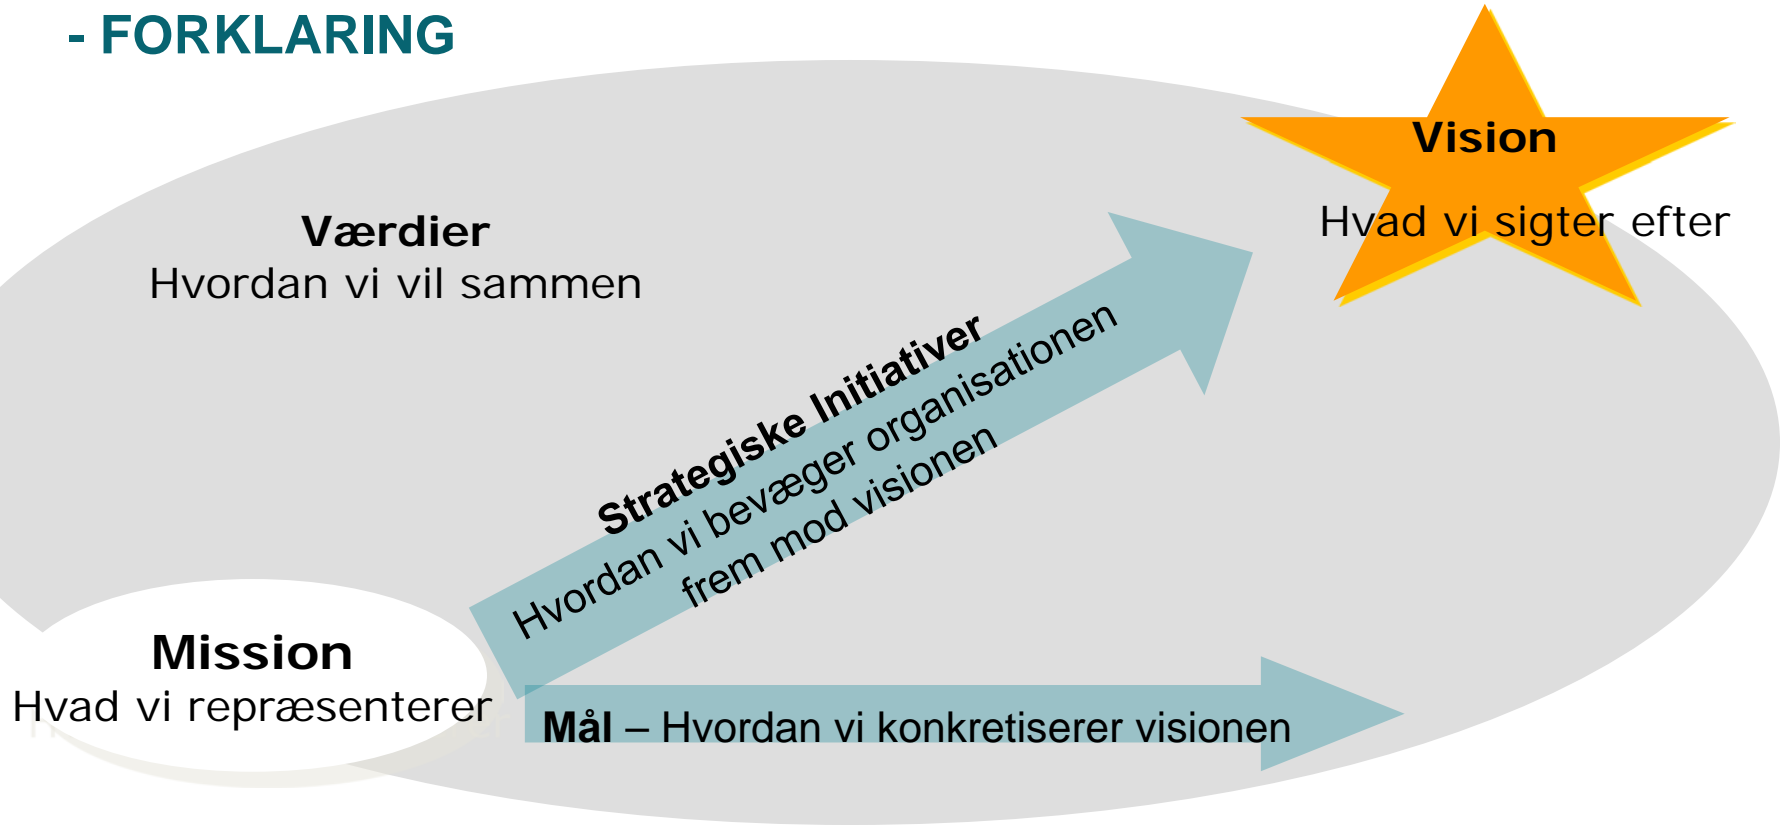 - FORKLARING
Vision
Hvad vi sigter efter
Værdier
Hvordan vi vil sammen
Strategiske Initiativer
Hvordan vi bevæger organisationen
frem mod visionen
Mission
Hvad vi repræsenterer
Mål – Hvordan vi konkretiserer visionen